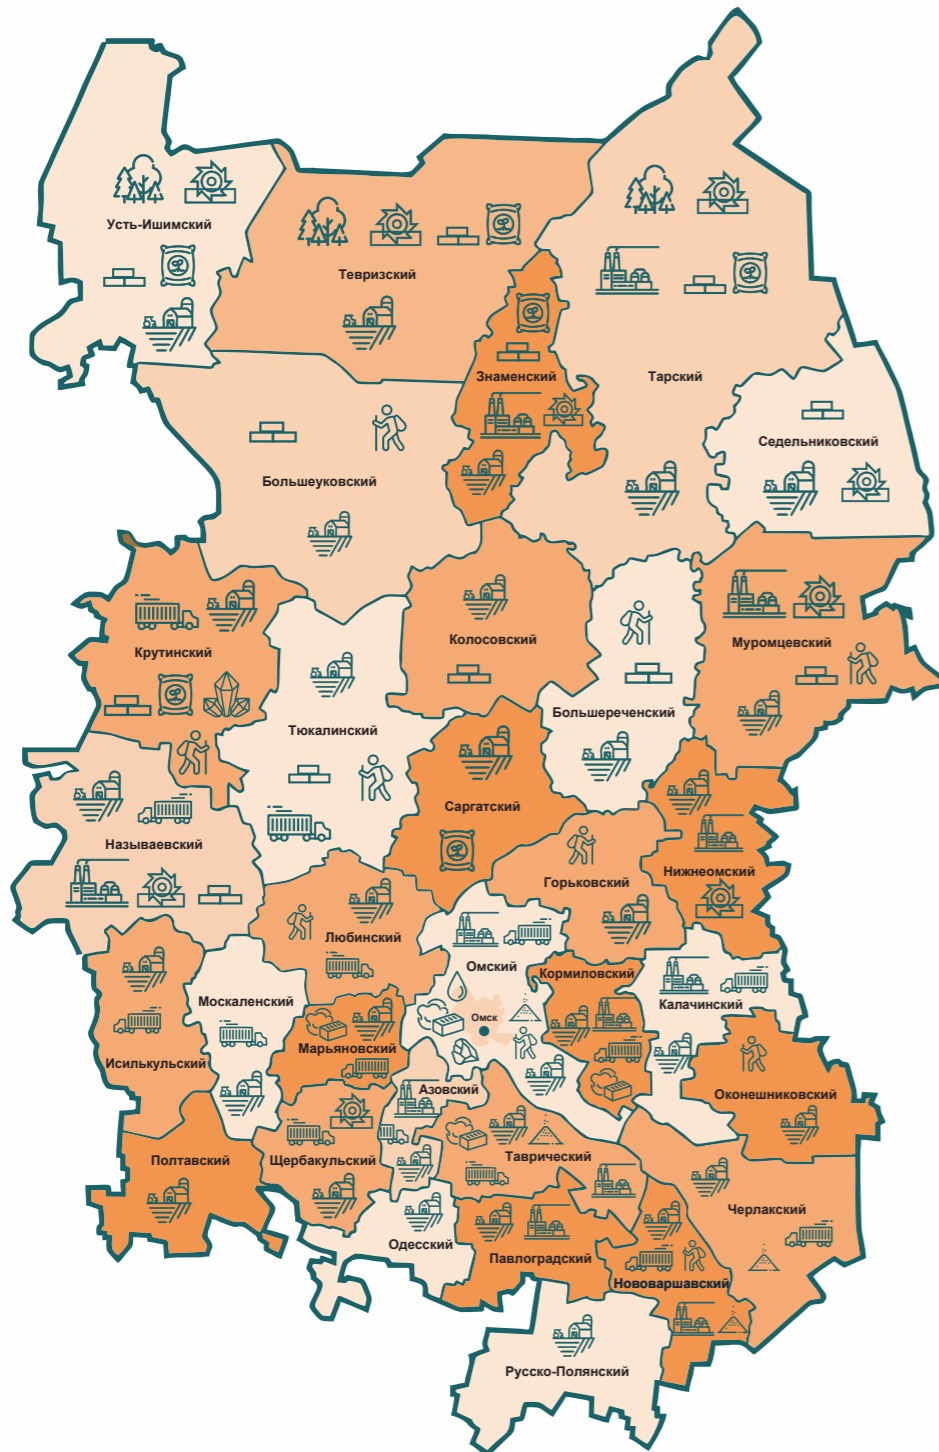 Усть-Ишимский
Тевризский
Знаменский
Тарский
Седельниковский
Большеуковский
Колосовский
Муромцевский
Крутинский
Большереченский
Тюкалинский
Саргатский
Называевский
Горьковский
Нижнеомский
Любинский
Омский
Кормиловский
Москаленский
Калачинский
Омск
Марьяновский
Исилькульский
Азовский
Оконешниковский
Таврический
Полтавский
Щербакульский
Черлакский
Одесский
Павлоградский
Нововаршавский
Русско-Полянский